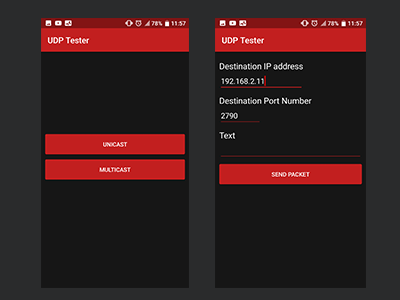 78% 11:57
UDP Tester
UNICAST
MULTICAST
78% 11:57
UDP Tester
Destination IP address
192.168.2.11
Destination Port Number
2790
Text
SEND PACKET